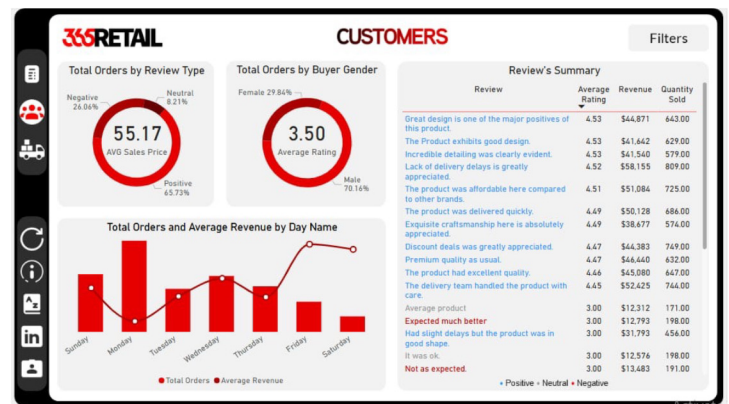 365RETAIL
CUSTOMERS
Filters
Total Orders by Review Type
Negative
26.06%
Neutral
8.21%
55.17
AVG Sales Price
Positive
65.73%
Total Orders by Buyer Gender
Female 29.84%
3.50
Average Rating
Male
70.16%
Total Orders and Average Revenue by Day Name
Sunday
Monday
Tuesday
Wednesday
Thursday
Friday
Saturday
Total Orders Average Revenue
Review's Summary
Review Average Rating Revenue Quantity Sold
Great design is one of the major positives of this product. 4.53 $44,871 643.00
The Product exhibits good design. 4.53 $41,642 629.00
Incredible detailing was clearly evident. 4.53 $41,540 579.00
Lack of delivery delays is greatly appreciated. 4.52 $58,155 809.00
The product was affordable here compared to other brands. 4.51 $51,084 725.00
The product was delivered quickly. 4.49 $50,128 686.00
Exquisite craftsmanship here is absolutely appreciated. 4.49 $38,677 574.00
Discount deals was greatly appreciated. 4.47 $44,383 749.00
Premium quality as usual. 4.47 $46,440 632.00
The product had excellent quality. 4.46 $45,080 647.00
The delivery team handled the product with care. 4.45 $52,425 744.00
Average product 3.00 $12,312 171.00
Expected much better 3.00 $12,793 198.00
Had slight delays but the product was in good shape. 3.00 $31,793 456.00
It was ok. 3.00 $12,576 198.00
Not as expected. 3.00 $13,483 191.00
Positive Neutral Negative
A
Z
in